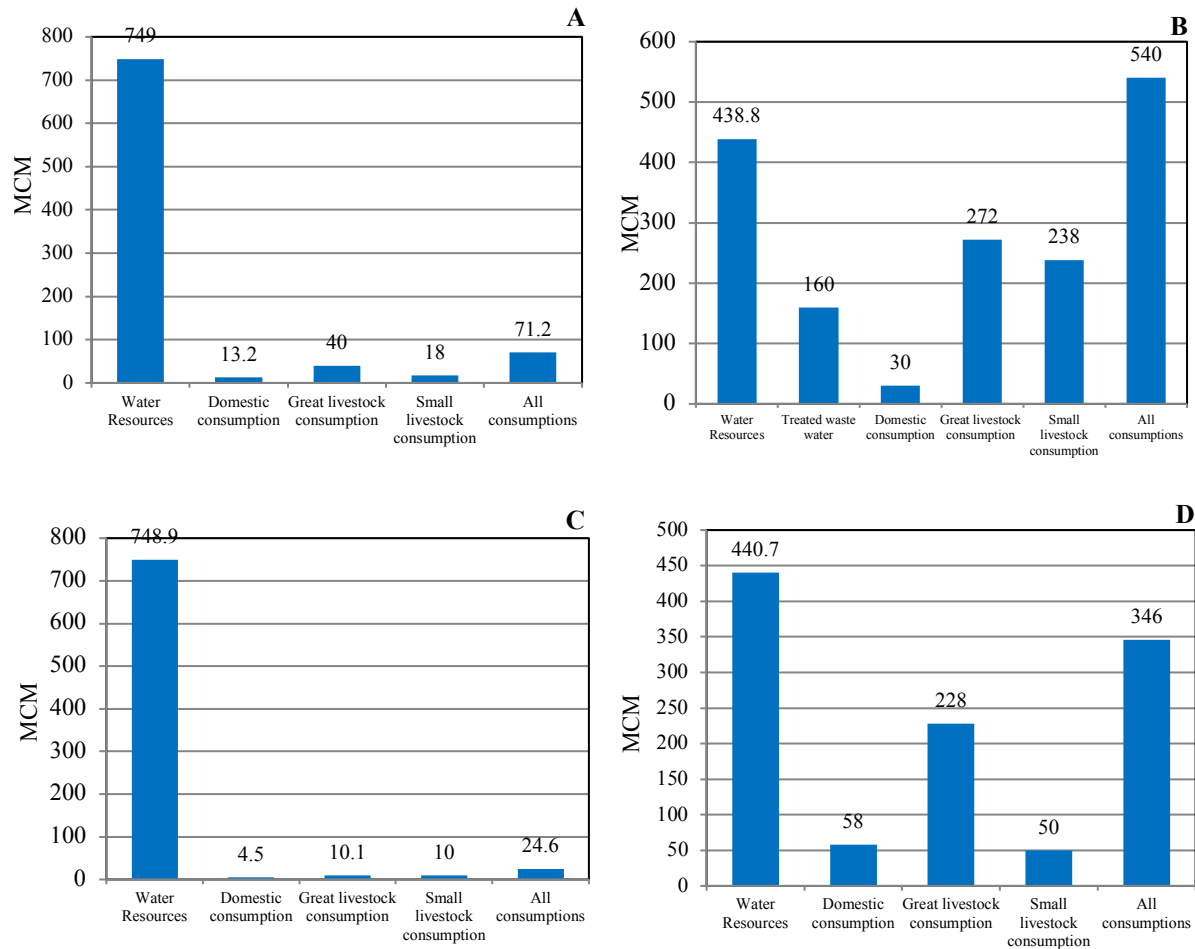 A
MCM
800
700
600
500
400
300
200
100
0
749
13.2
40
18
71.2
Water
Resources
Domestic
consumption
Great livestock
consumption
Small
livestock
consumption
All
consumptions
B
MCM
600
500
400
300
200
100
0
438.8
160
30
272
238
540
Water
Resources
Treated waste
water
Domestic
consumption
Great livestock
consumption
Small
livestock
consumption
All
consumptions
C
MCM
800
700
600
500
400
300
200
100
0
748.9
4.5
10.1
10
24.6
Water
Resources
Domestic
consumption
Great livestock
consumption
Small
livestock
consumption
All
consumptions
D
MCM
500
450
400
350
300
250
200
150
100
50
0
440.7
58
228
50
346
Water
Resources
Domestic
consumption
Great livestock
consumption
Small
livestock
consumption
All
consumptions